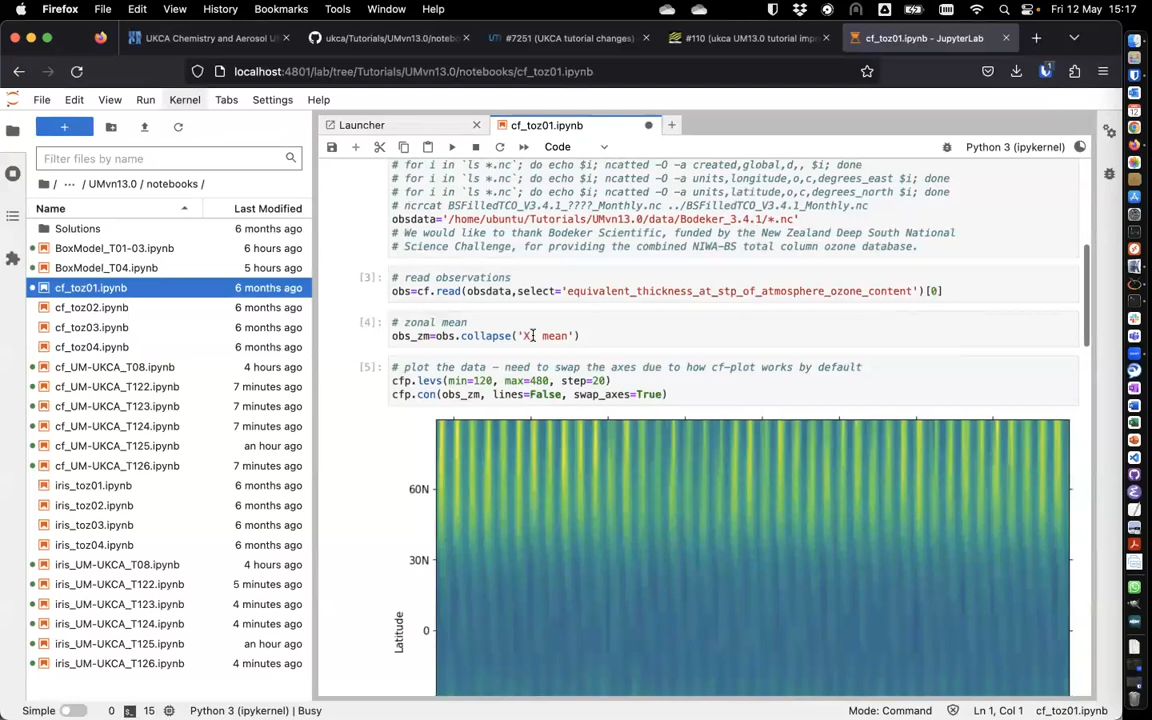 Firefox File Edit View History Bookmarks Tools Window Help
Fri 12 May 15:17
UKCA Chemistry and Aerosol U
ukca/Tutorials/UMvn13.0/notebo
#7251 (UKCA tutorial changes)
#110 (ukca UM13.0 tutorial impr
cf_toz01.ipynb - JupyterLab
localhost:4801/lab/tree/Tutorials/UMvn13.0/notebooks/cf_toz01.ipynb
File Edit View Run Kernel Tabs Settings Help
Launcher
cf_toz01.ipynb
Code
Python 3 (ipykernel)
Filter files by name
/ ··· / UMvn13.0 / notebooks /
Name Last Modified
Solutions 6 months ago
BoxModel_T01-03.ipynb 6 hours ago
BoxModel_T04.ipynb 5 hours ago
cf_toz01.ipynb 6 months ago
cf_toz02.ipynb 6 months ago
cf_toz03.ipynb 6 months ago
cf_toz04.ipynb 6 months ago
cf_UM-UKCA_T08.ipynb 4 hours ago
cf_UM-UKCA_T122.ipynb 7 minutes ago
cf_UM-UKCA_T123.ipynb 7 minutes ago
cf_UM-UKCA_T124.ipynb 7 minutes ago
cf_UM-UKCA_T125.ipynb an hour ago
cf_UM-UKCA_T126.ipynb 7 minutes ago
iris_toz01.ipynb 6 months ago
iris_toz02.ipynb 6 months ago
iris_toz03.ipynb 6 months ago
iris_toz04.ipynb 6 months ago
iris_UM-UKCA_T08.ipynb 4 hours ago
iris_UM-UKCA_T122.ipynb 5 minutes ago
iris_UM-UKCA_T123.ipynb 4 minutes ago
iris_UM-UKCA_T124.ipynb 4 minutes ago
iris_UM-UKCA_T125.ipynb an hour ago
iris_UM-UKCA_T126.ipynb 4 minutes ago
# for i in `ls *.nc`; do echo $i; ncatted -O -a created,global,d,, $i; done
# for i in `ls *.nc`; do echo $i; ncatted -O -a units,longitude,o,c,degrees_east $i; done
# for i in `ls *.nc`; do echo $i; ncatted -O -a units,latitude,o,c,degrees_north $i; done
# ncrcat BSFilledTCO_V3.4.1_????_Monthly.nc ../BSFilledTCO_V3.4.1_Monthly.nc
obsdata='/home/ubuntu/Tutorials/UMvn13.0/data/Bodeker_3.4.1/*.nc'
# We would like to thank Bodeker Scientific, funded by the New Zealand Deep South National
# Science Challenge, for providing the combined NIWA-BS total column ozone database.
[3]: # read observations
obs=cf.read(obsdata,select='equivalent_thickness_at_stp_of_atmosphere_ozone_content')[0]
[4]: # zonal mean
obs_zm=obs.collapse('X: mean')
[5]: # plot the data – need to swap the axes due to how cf-plot works by default
cfp.levs(min=120, max=480, step=20)
cfp.con(obs_zm, lines=False, swap_axes=True)
60N
30N
0
Latitude
Simple 0 15 Python 3 (ipykernel) | Busy
Mode: Command Ln 1, Col 1 cf_toz01.ipynb